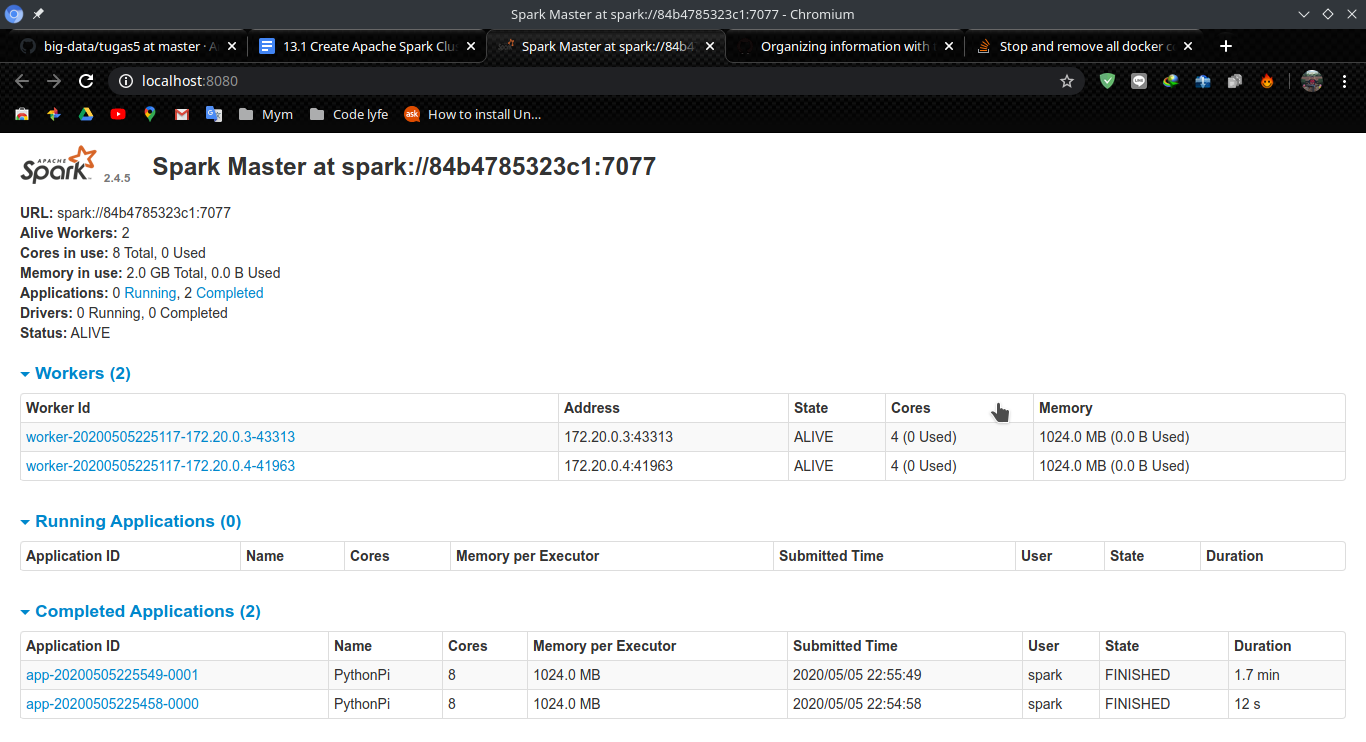 Spark Master at spark://84b4785323c1:7077 - Chromium
big-data/tugas5 at master · A
13.1 Create Apache Spark Clu
Spark Master at spark://84b4
Organizing information with
Stop and remove all docker c
localhost:8080
Mym
Code lyfe
ask
How to install Un...
APACHE Spark 2.4.5
Spark Master at spark://84b4785323c1:7077
URL: spark://84b4785323c1:7077
Alive Workers: 2
Cores in use: 8 Total, 0 Used
Memory in use: 2.0 GB Total, 0.0 B Used
Applications: 0 Running, 2 Completed
Drivers: 0 Running, 0 Completed
Status: ALIVE
Workers (2)
Worker Id Address State Cores Memory
worker-20200505225117-172.20.0.3-43313 172.20.0.3:43313 ALIVE 4 (0 Used) 1024.0 MB (0.0 B Used)
worker-20200505225117-172.20.0.4-41963 172.20.0.4:41963 ALIVE 4 (0 Used) 1024.0 MB (0.0 B Used)
Running Applications (0)
Application ID Name Cores Memory per Executor Submitted Time User State Duration
Completed Applications (2)
Application ID Name Cores Memory per Executor Submitted Time User State Duration
app-20200505225549-0001 PythonPi 8 1024.0 MB 2020/05/05 22:55:49 spark FINISHED 1.7 min
app-20200505225458-0000 PythonPi 8 1024.0 MB 2020/05/05 22:54:58 spark FINISHED 12 s